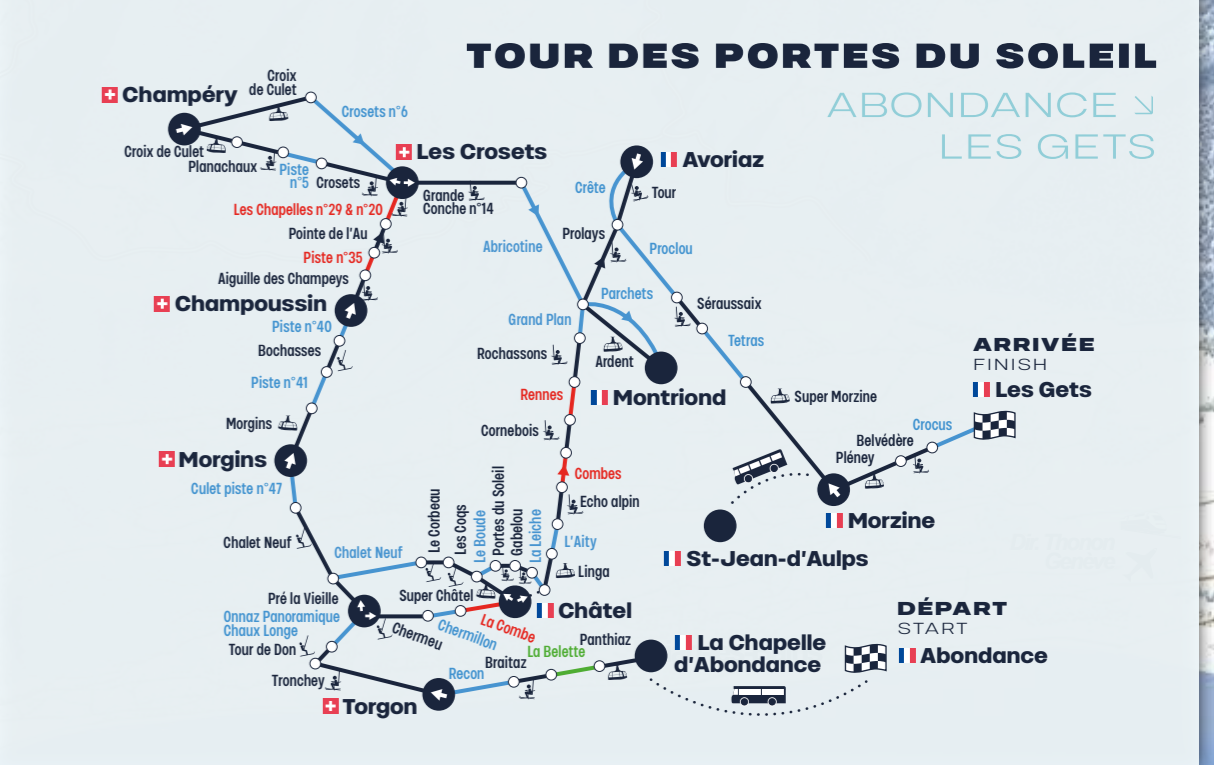 TOUR DES PORTES DU SOLEIL
ABONDANCE
LES GETS
Croix
de Culet
Champéry
Crosets n°6
Croix de Culet
Planachaux
Piste
n°5
Crosets
Les Crosets
Grande
Conche n°14
Les Chapelles n°29 & n°20
Pointe de l'Au
Piste n°35
Aiguille des Champeys
Champoussin
Piste n°40
Bochasses
Piste n°41
Morgins
Morgins
Culet piste n°47
Chalet Neuf
Chalet Neuf
Avoriaz
Crête
Tour
Prolays
Proclou
Abricotine
Parchets
Séraussaix
Grand Plan
Tetras
Rochassons
Ardent
Montriond
Rennes
Cornebois
Super Morzine
ARRIVÉE
FINISH
Les Gets
Crocus
Belvédère
Pléney
Morzine
St-Jean-d'Aulps
Combes
Echo alpin
L'Aity
Linga
Le Corbeau
Les Coqs
Le Boude
Portes du Soleil
Gabelou
La Leiche
Super Châtel
Châtel
Pré la Vieille
Onnaz Panoramique
Chaux Longe
Tour de Don
Tronchey
Chermeu
Chermillon
La Combe
Torgon
Recon
Braitaz
La Belette
Panthiaz
La Chapelle
d'Abondance
DÉPART
START
Abondance